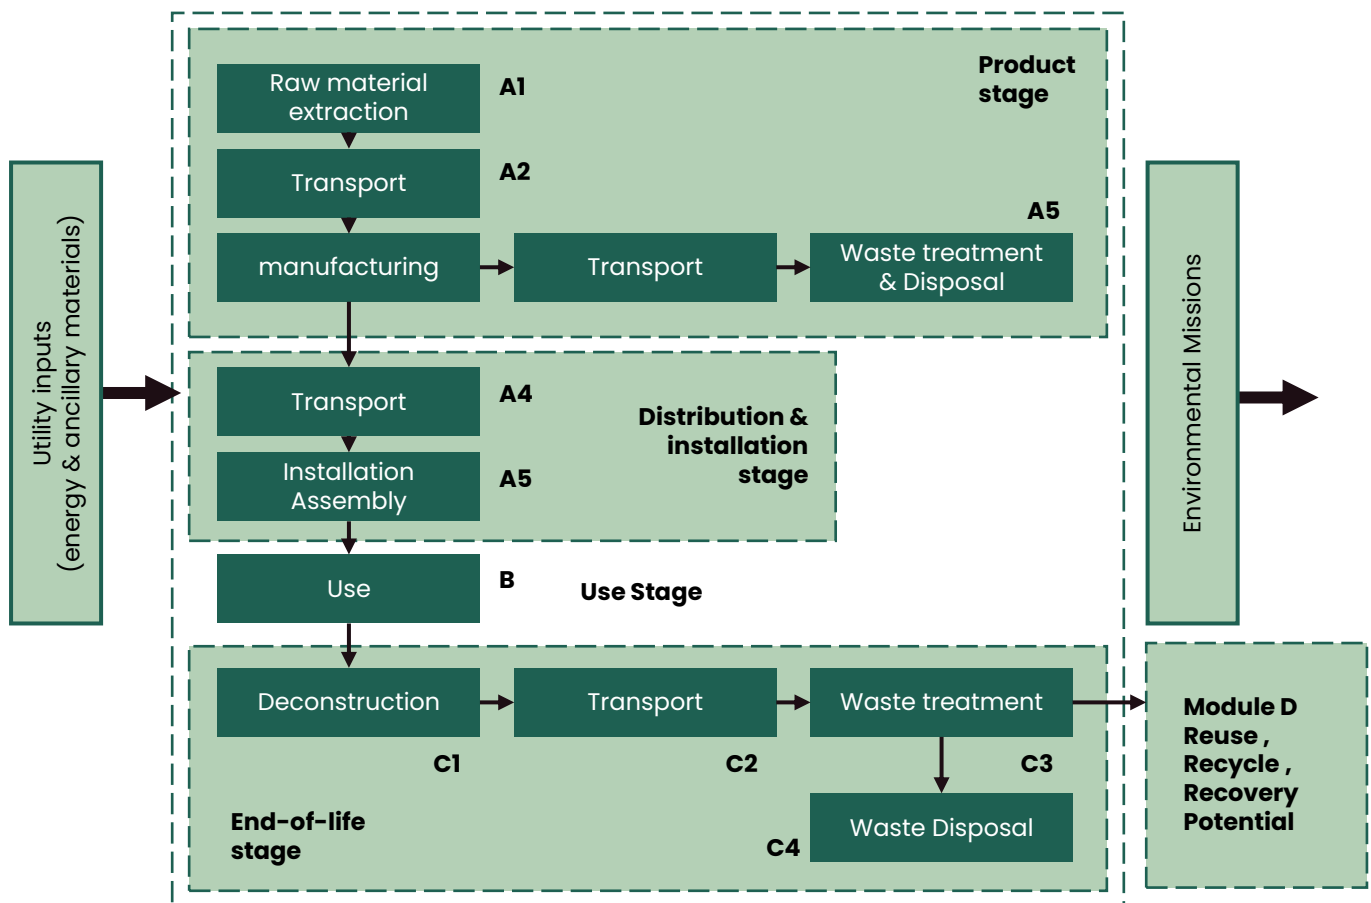 Utility inputs
(energy & ancillary materials)
Product
stage
Raw material
extraction
A1
Transport
A2
manufacturing
Transport
A5
Waste treatment
& Disposal
Transport
A4
Distribution &
installation
stage
Installation
Assembly
A5
Use
B
Use Stage
Deconstruction
C1
Transport
C2
Waste treatment
C3
End-of-life
stage
C4
Waste Disposal
Environmental Missions
Module D
Reuse ,
Recycle ,
Recovery
Potential